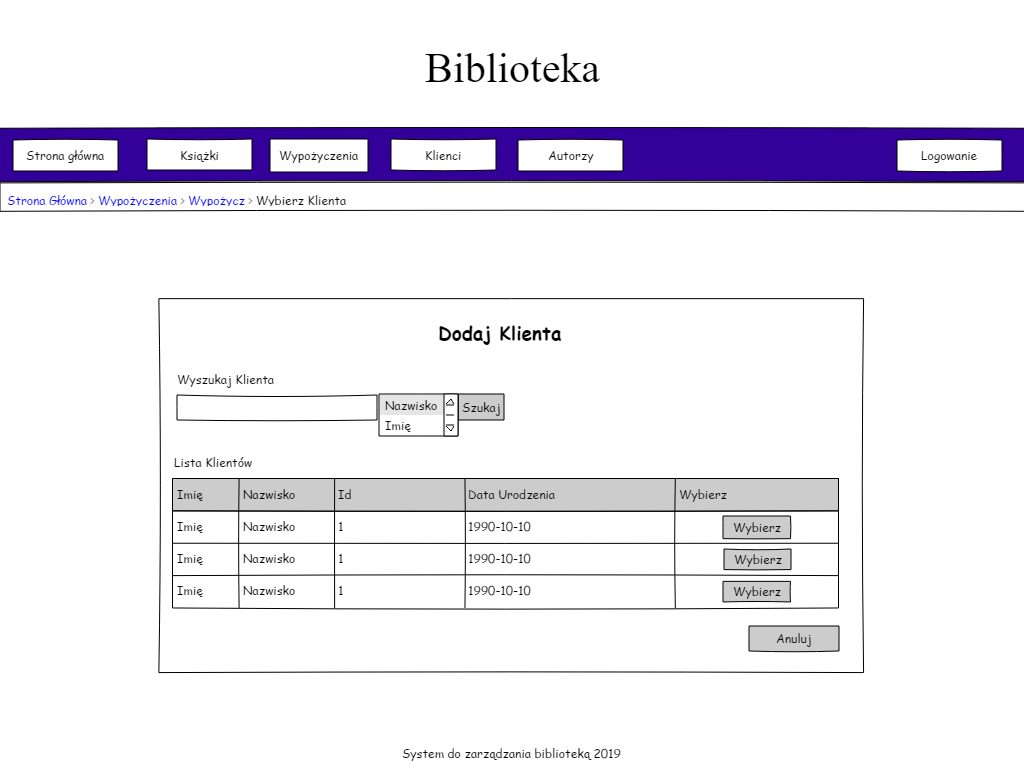 Biblioteka
Strona główna Książki Wypożyczenia Klienci Autorzy Logowanie
Strona Główna > Wypożyczenia > Wypożycz > Wybierz Klienta
Dodaj Klienta
Wyszukaj Klienta
Nazwisko Szukaj
Imię
Lista Klientów
Imię Nazwisko Id Data Urodzenia Wybierz
Imię Nazwisko 1 1990-10-10 Wybierz
Imię Nazwisko 1 1990-10-10 Wybierz
Imię Nazwisko 1 1990-10-10 Wybierz
Anuluj
System do zarządzania biblioteką 2019